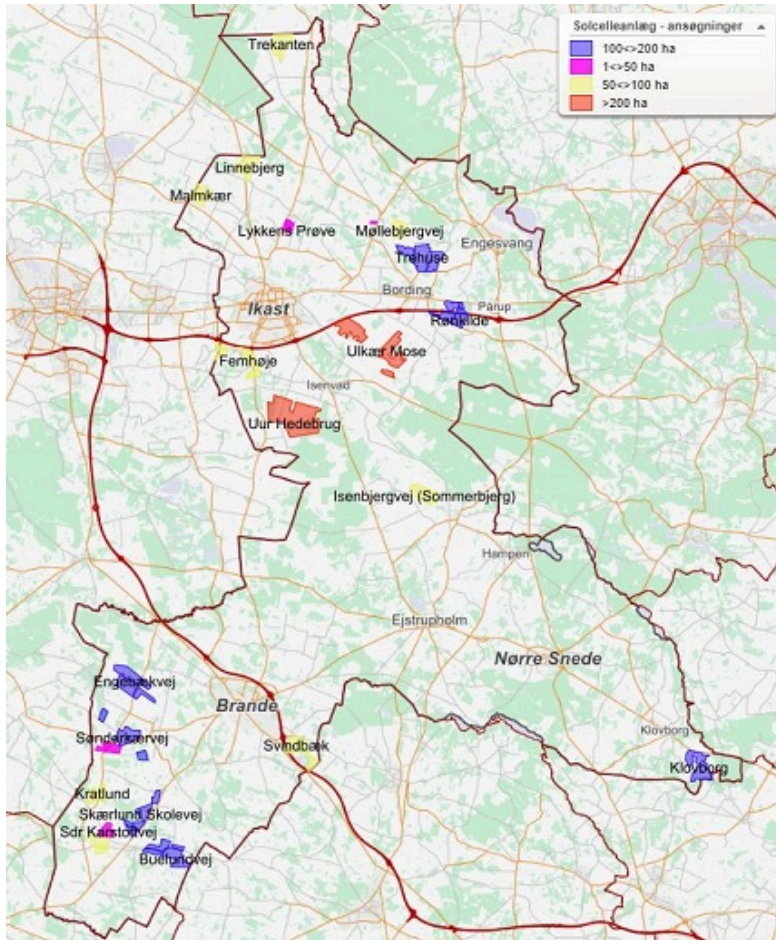 Solcelleanlæg - ansøgninger
100<>200 ha
1<>50 ha
50<>100 ha
>200 ha
Trekanten
Linnebjerg
Malmkær
Lykkens Prøve
Møllebjergvej
Engesvang
Trehuse
Bording
Ikast
Pårup
Rønkilde
Ulkær Mose
Femhøje
Isenvad
Uur Hedebrug
Isenbjergvej (Sommerbjerg)
Hampen
Ejstrupholm
Nørre Snede
Engebækvej
Brande
Klovborg
Sønderkærvej
Svindbæk
Klovborg
Kratlund
Skærlund Skolevej
Sdr Karstoftvej
Buelundvej